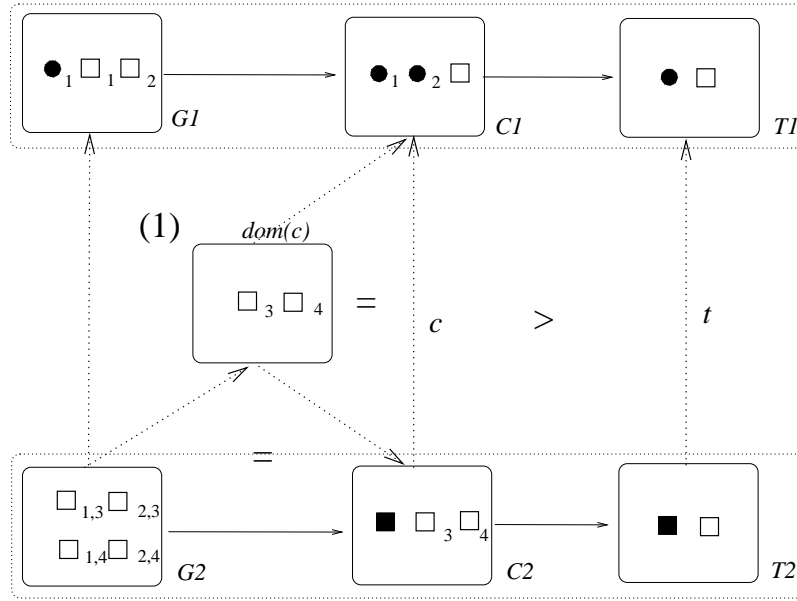 1 1 2
1 2
G1
C1
T1
(1)
dom(c)
3 4
=
c
>
t
=
1,3 2,3
3 4
1,4 2,4
G2
C2
T2